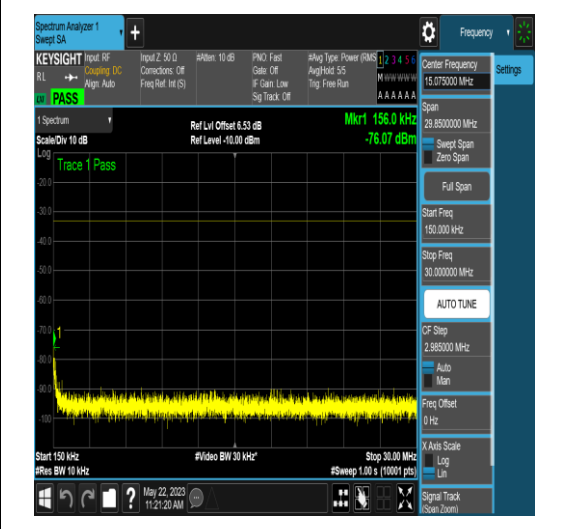 Spectrum Analyzer 1
Swept SA
Frequency
KEYSIGHT Input: RF
Coupling: DC
Align: Auto
RL
LXI PASS
Input Z: 50 Ω
Corrections: Off
Freq Ref: Int (S)
#Atten: 10 dB
PNO: Fast
Gate: Off
IF Gain: Low
Sig Track: Off
#Avg Type: Power (RMS
Avg|Hold: 5/5
Trig: Free Run
1 2 3 4 5 6
M W W W W W
A A A A A A
Center Frequency
15.075000 MHz
Settings
Span
29.8500000 MHz
Swept Span
Zero Span
Full Span
Start Freq
150.000 kHz
Stop Freq
30.000000 MHz
AUTO TUNE
CF Step
2.985000 MHz
Auto
Man
Freq Offset
0 Hz
X Axis Scale
Log
Lin
Signal Track
(Span Zoom)
1 Spectrum
Scale/Div 10 dB
Ref Lvl Offset 6.53 dB
Ref Level -10.00 dBm
Mkr1 156.0 kHz
-76.07 dBm
Log
Trace 1 Pass
-20.0
-30.0
-40.0
-50.0
-60.0
-70.0
1
-80.0
-90.0
-100
Start 150 kHz
#Video BW 30 kHz*
Stop 30.00 MHz
#Res BW 10 kHz
#Sweep 1.00 s (10001 pts)
May 22, 2023
11:21:20 AM